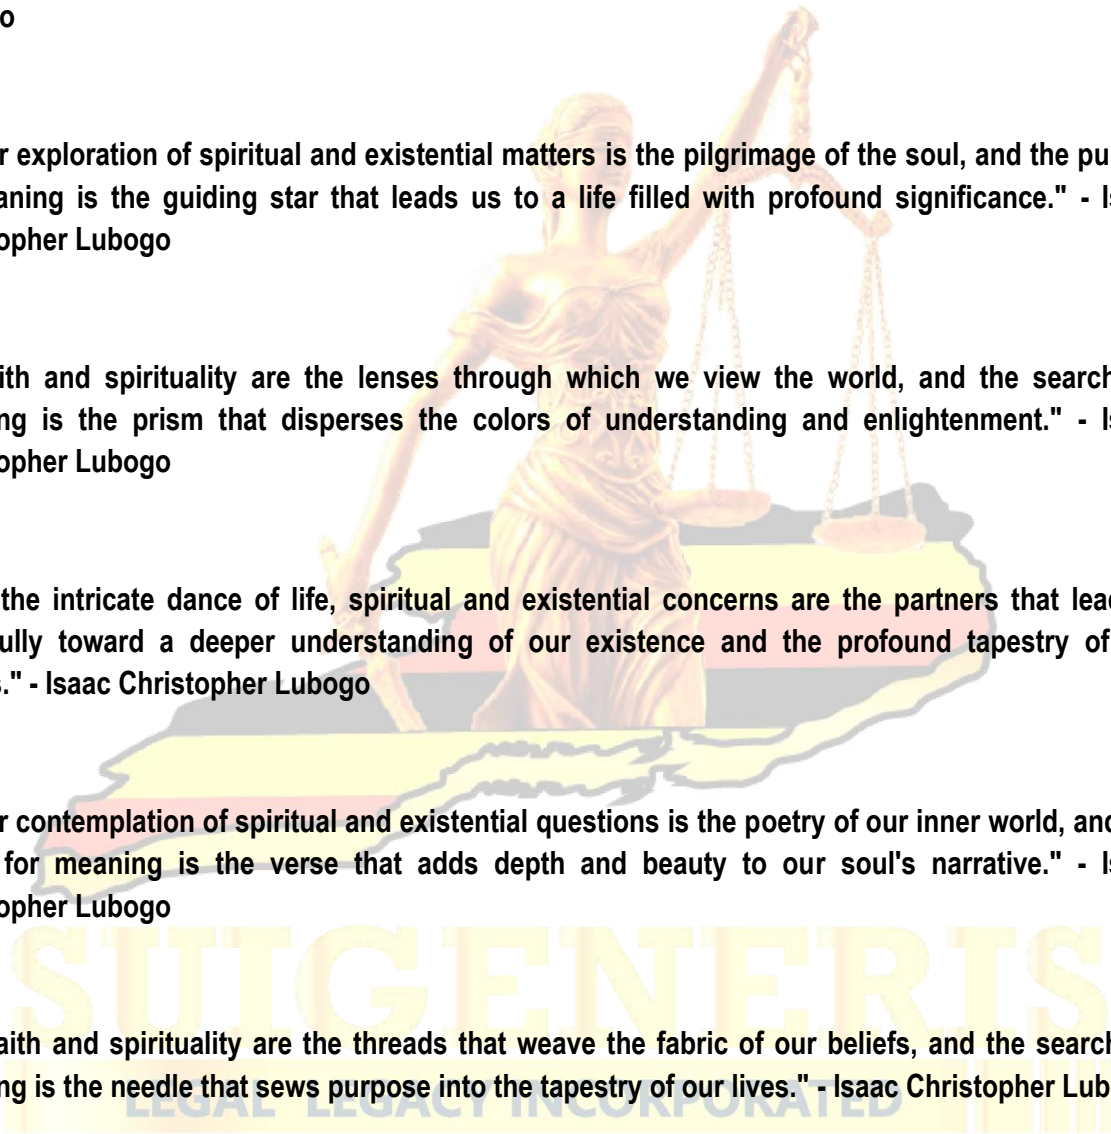 o
r exploration of spiritual and existential matters is the pilgrimage of the soul, and the pu
aning is the guiding star that leads us to a life filled with profound significance." - I
opher Lubogo
ith and spirituality are the lenses through which we view the world, and the search
ng is the prism that disperses the colors of understanding and enlightenment." - I
opher Lubogo
the intricate dance of life, spiritual and existential concerns are the partners that lea
ully toward a deeper understanding of our existence and the profound tapestry of
s." - Isaac Christopher Lubogo
r contemplation of spiritual and existential questions is the poetry of our inner world, and
for meaning is the verse that adds depth and beauty to our soul's narrative." - I
opher Lubogo
SUIGENERIS
aith and spirituality are the threads that weave the fabric of our beliefs, and the search
ng is the needle that sews purpose into the tapestry of our lives." - Isaac Christopher Lub
LEGAL LEGACY INCORPORATED